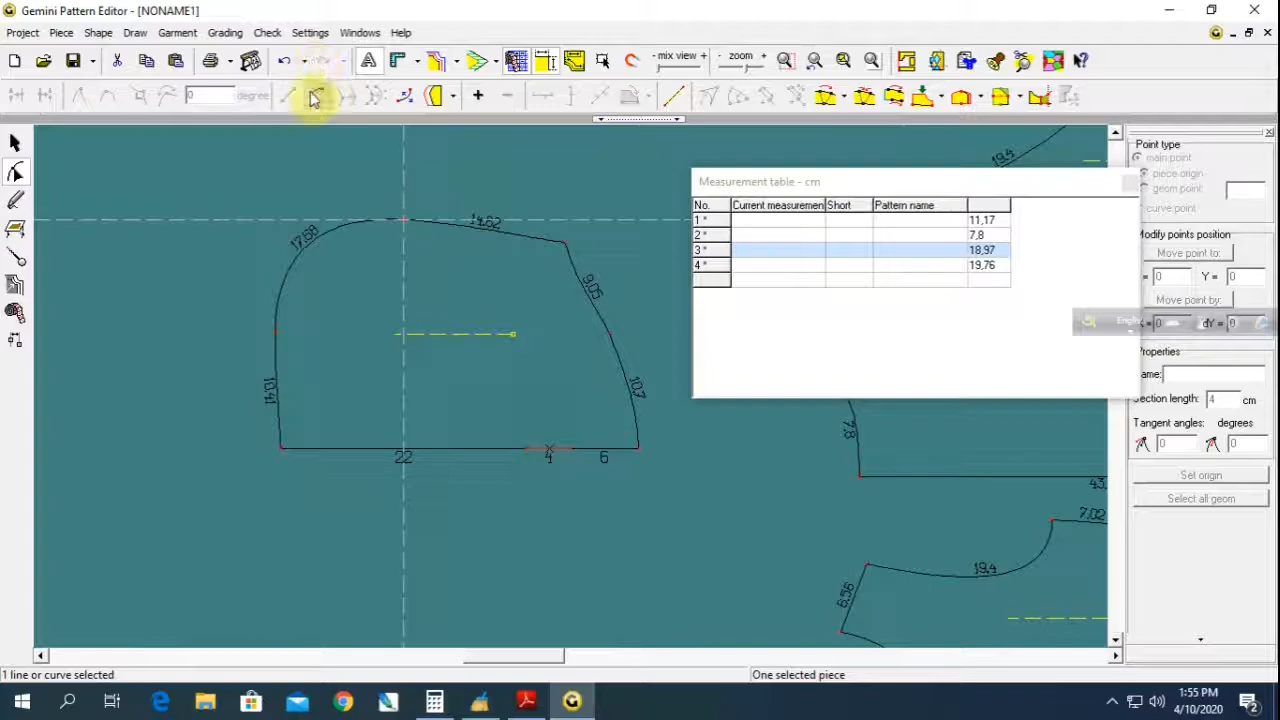 Gemini Pattern Editor - [NONAME1]
Project Piece Shape Draw Garment Grading Check Settings Windows Help
mix view zoom
0 degree
Point type
main point
piece origin
geom point
curve point
Modify points position
Move point to:
= 0 Y = 0
Move point by:
X = 0 dY = 0
Properties
Name:
Section length: 4 cm
Tangent angles: degrees
0 0
Set origin
Select all geom
Measurement table - cm
No. Current measuremen Short Pattern name
1 * 11,17
2 * 7,8
3 * 18,97
4 * 19,76
19.4
17.68
14.62
9.05
10.7
10.41
22
4
6
7.8
43.
7.02
19.4
6.56
1 line or curve selected
One selected piece
1:55 PM
4/10/2020
2